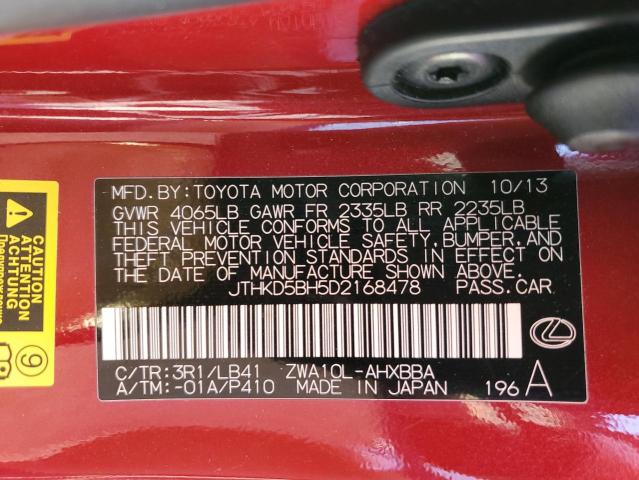 MFD.BY:TOYOTA MOTOR CORPORATION 10/13
GVWR 4065LB GAWR FR 2335LB RR 2235LB
THIS VEHICLE CONFORMS TO ALL APPLICABLE
FEDERAL MOTOR VEHICLE SAFETY,BUMPER,AND
THEFT PREVENTION STANDARDS IN EFFECT ON
THE DATE OF MANUFACTURE SHOWN ABOVE.
JTHKD5BH5D2168478 PASS.CAR
C/TR:3R1/LB41 ZWA10L-AHXBBA
A/TM:-01A/P410 MADE IN JAPAN 196 A
CAUTION
ATTENTION
ACHTUNG
9